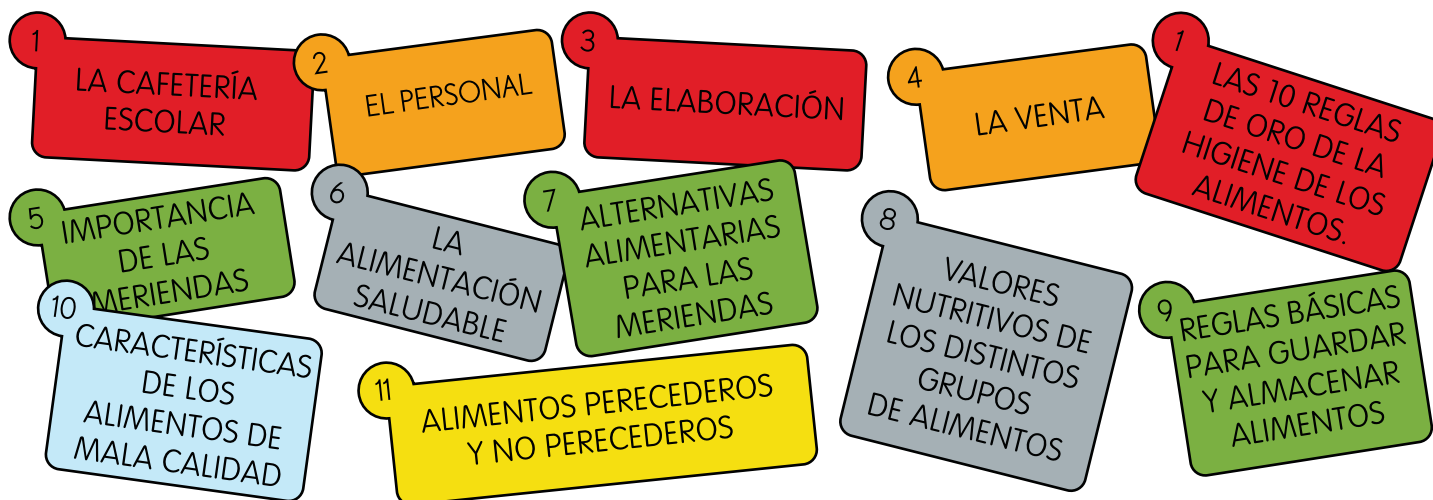 1
LA CAFETERÍA
ESCOLAR
2
EL PERSONAL
3
LA ELABORACIÓN
4
LA VENTA
1
LAS 10 REGLAS
DE ORO DE LA
HIGIENE DE LOS
ALIMENTOS.
5
IMPORTANCIA
DE LAS
MERIENDAS
6
LA
ALIMENTACIÓN
SALUDABLE
7
ALTERNATIVAS
ALIMENTARIAS
PARA LAS
MERIENDAS
8
VALORES
NUTRITIVOS DE
LOS DISTINTOS
GRUPOS
DE ALIMENTOS
9
REGLAS BÁSICAS
PARA GUARDAR
Y ALMACENAR
ALIMENTOS
10
CARACTERÍSTICAS
DE LOS
ALIMENTOS DE
MALA CALIDAD
11
ALIMENTOS PERECEDEROS
Y NO PERECEDEROS